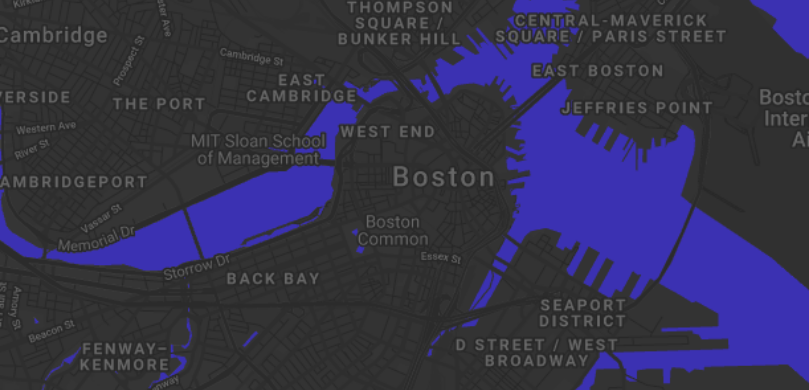 THOMPSON
SQUARE /
BUNKER HILL
CENTRAL-MAVERICK
SQUARE / PARIS STREET
Cambridge
Prospect St
Cambridge St
EAST BOSTON
EAST
CAMBRIDGE
VERSIDE
THE PORT
JEFFRIES POINT
Bosto
Inter
Ai
Western Ave
WEST END
River St
MIT Sloan School
of Management
AMBRIDGEPORT
Boston
Vassar St
Memorial Dr
Boston
Common
Essex St
Storrow Dr
BACK BAY
Amory St
SEAPORT
DISTRICT
Beacon St
FENWAY–
KENMORE
D STREET / WEST
BROADWAY
nway